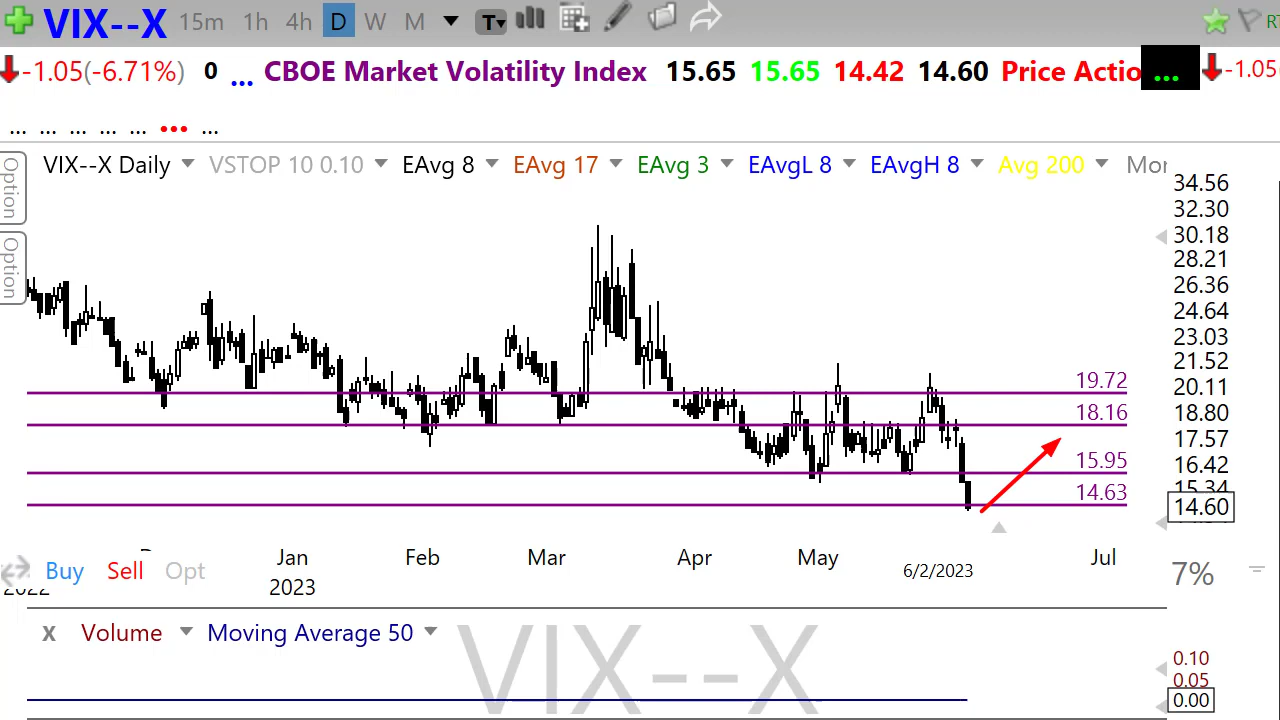 VIX--X 15m 1h 4h D W M T R
-1.05(-6.71%) 0 ... CBOE Market Volatility Index 15.65 15.65 14.42 14.60 Price Actio ... -1.05
... ... ... ... ... ... ...
Option
Option
VIX--X Daily VSTOP 10 0.10 EAvg 8 EAvg 17 EAvg 3 EAvgL 8 EAvgH 8 Avg 200 Mor
34.56
32.30
30.18
28.21
26.36
24.64
23.03
21.52
20.11
18.80
17.57
16.42
15.34
14.60
19.72
18.16
15.95
14.63
Jan Feb Mar Apr May 6/2/2023 Jul
2022 2023
Buy Sell Opt 7%
x Volume Moving Average 50
VIX--X
0.10
0.05
0.00